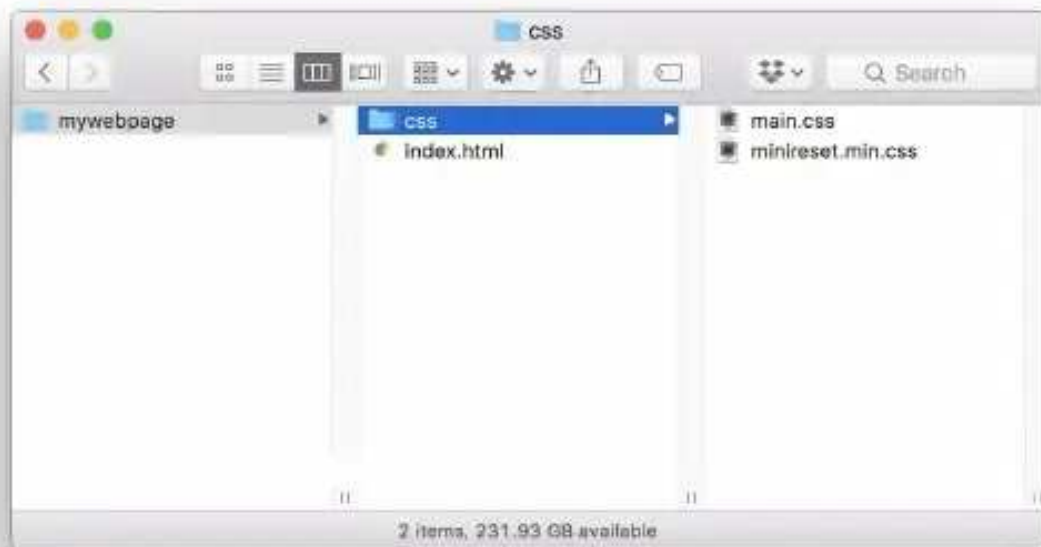 css
Search
mywebpage
css
index.html
main.css
minireset.min.css
2 items, 231.93 GB available